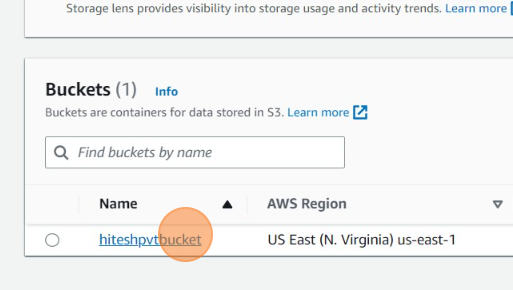 Storage lens provides visibility into storage usage and activity trends. Learn more
Buckets (1) Info
Buckets are containers for data stored in S3. Learn more
Find buckets by name
Name AWS Region
hiteshpvtbucket US East (N. Virginia) us-east-1